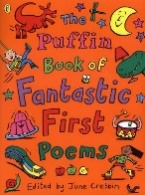 The
Puffin
Book of
Fantastic
First
Poems
Edited by June Crebbin